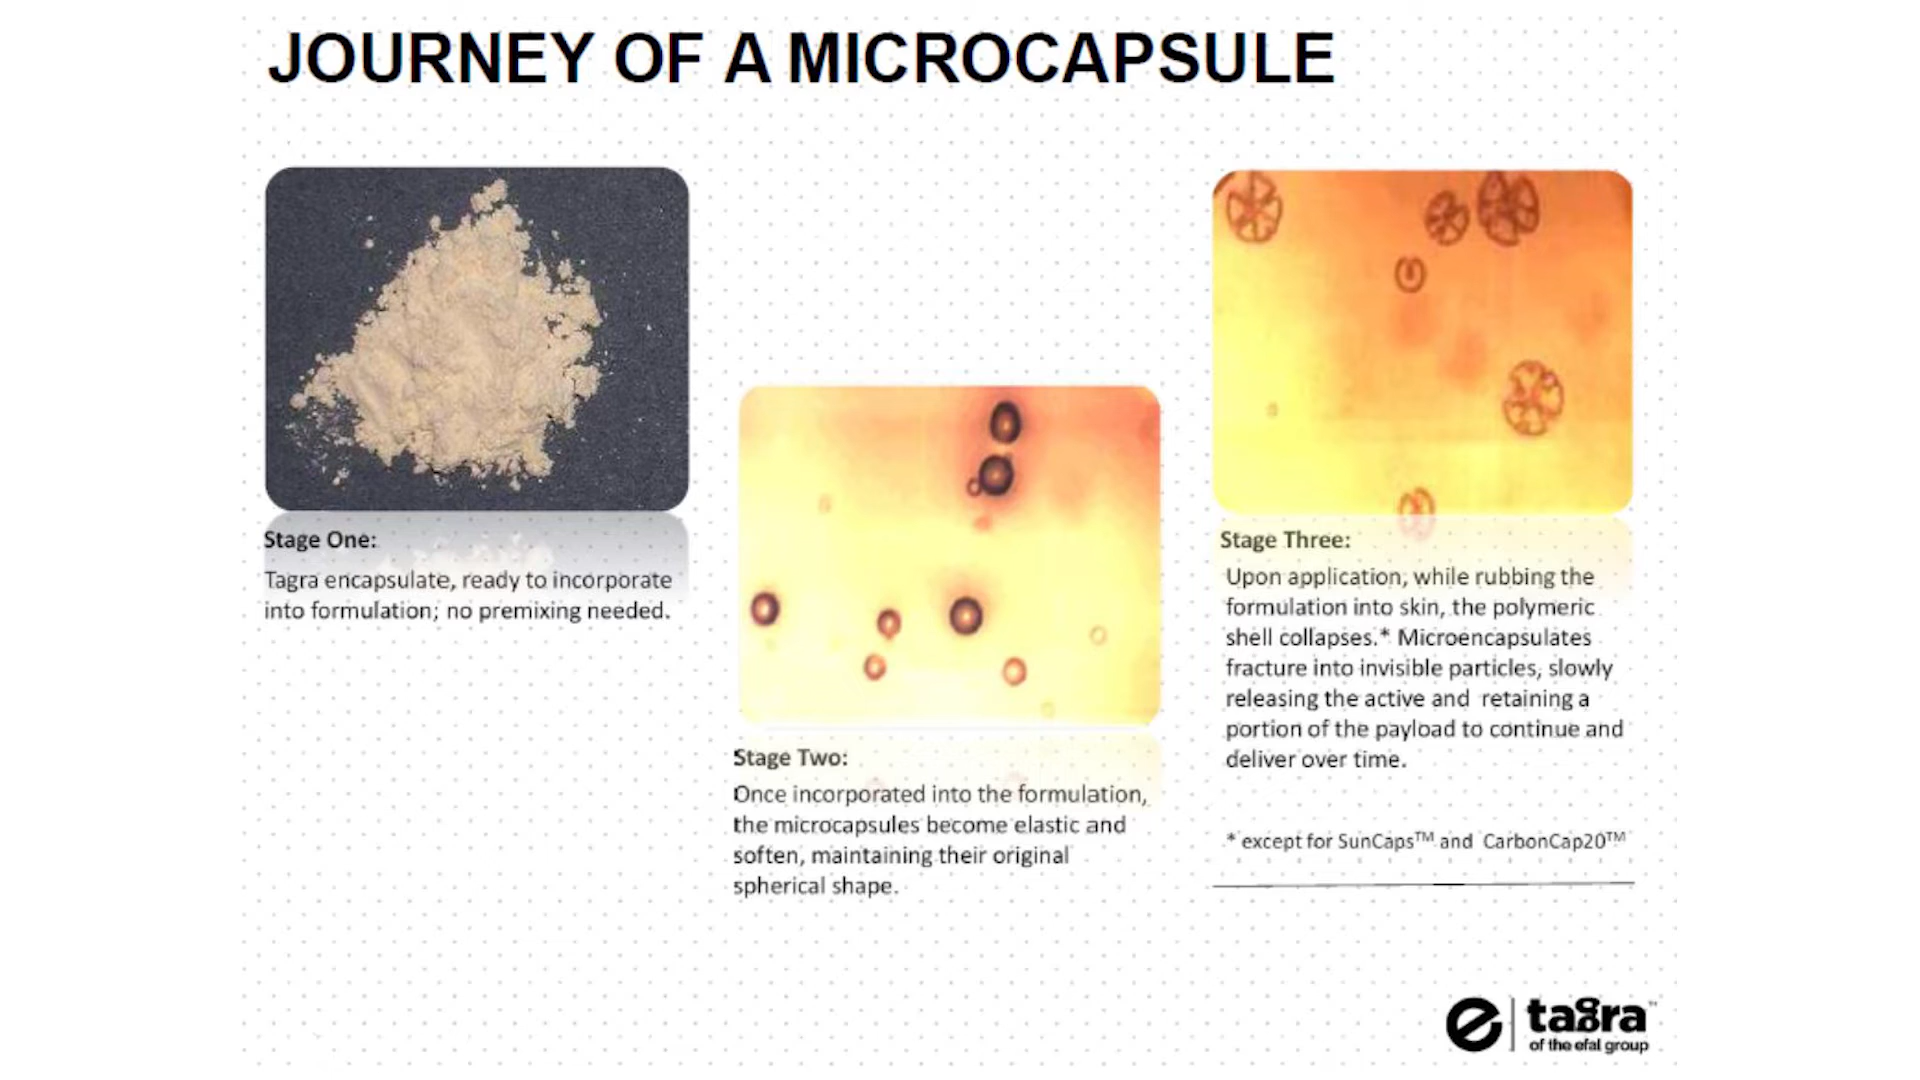 JOURNEY OF A MICROCAPSULE
Stage One:
Tagra encapsulate, ready to incorporate
into formulation; no premixing needed.
Stage Two:
Once incorporated into the formulation,
the microcapsules become elastic and
soften, maintaining their original
spherical shape.
Stage Three:
Upon application, while rubbing the
formulation into skin, the polymeric
shell collapses.* Microencapsulates
fracture into invisible particles, slowly
releasing the active and retaining a
portion of the payload to continue and
deliver over time.
* except for SunCaps™ and CarbonCap20™
e tagra™
of the efal group